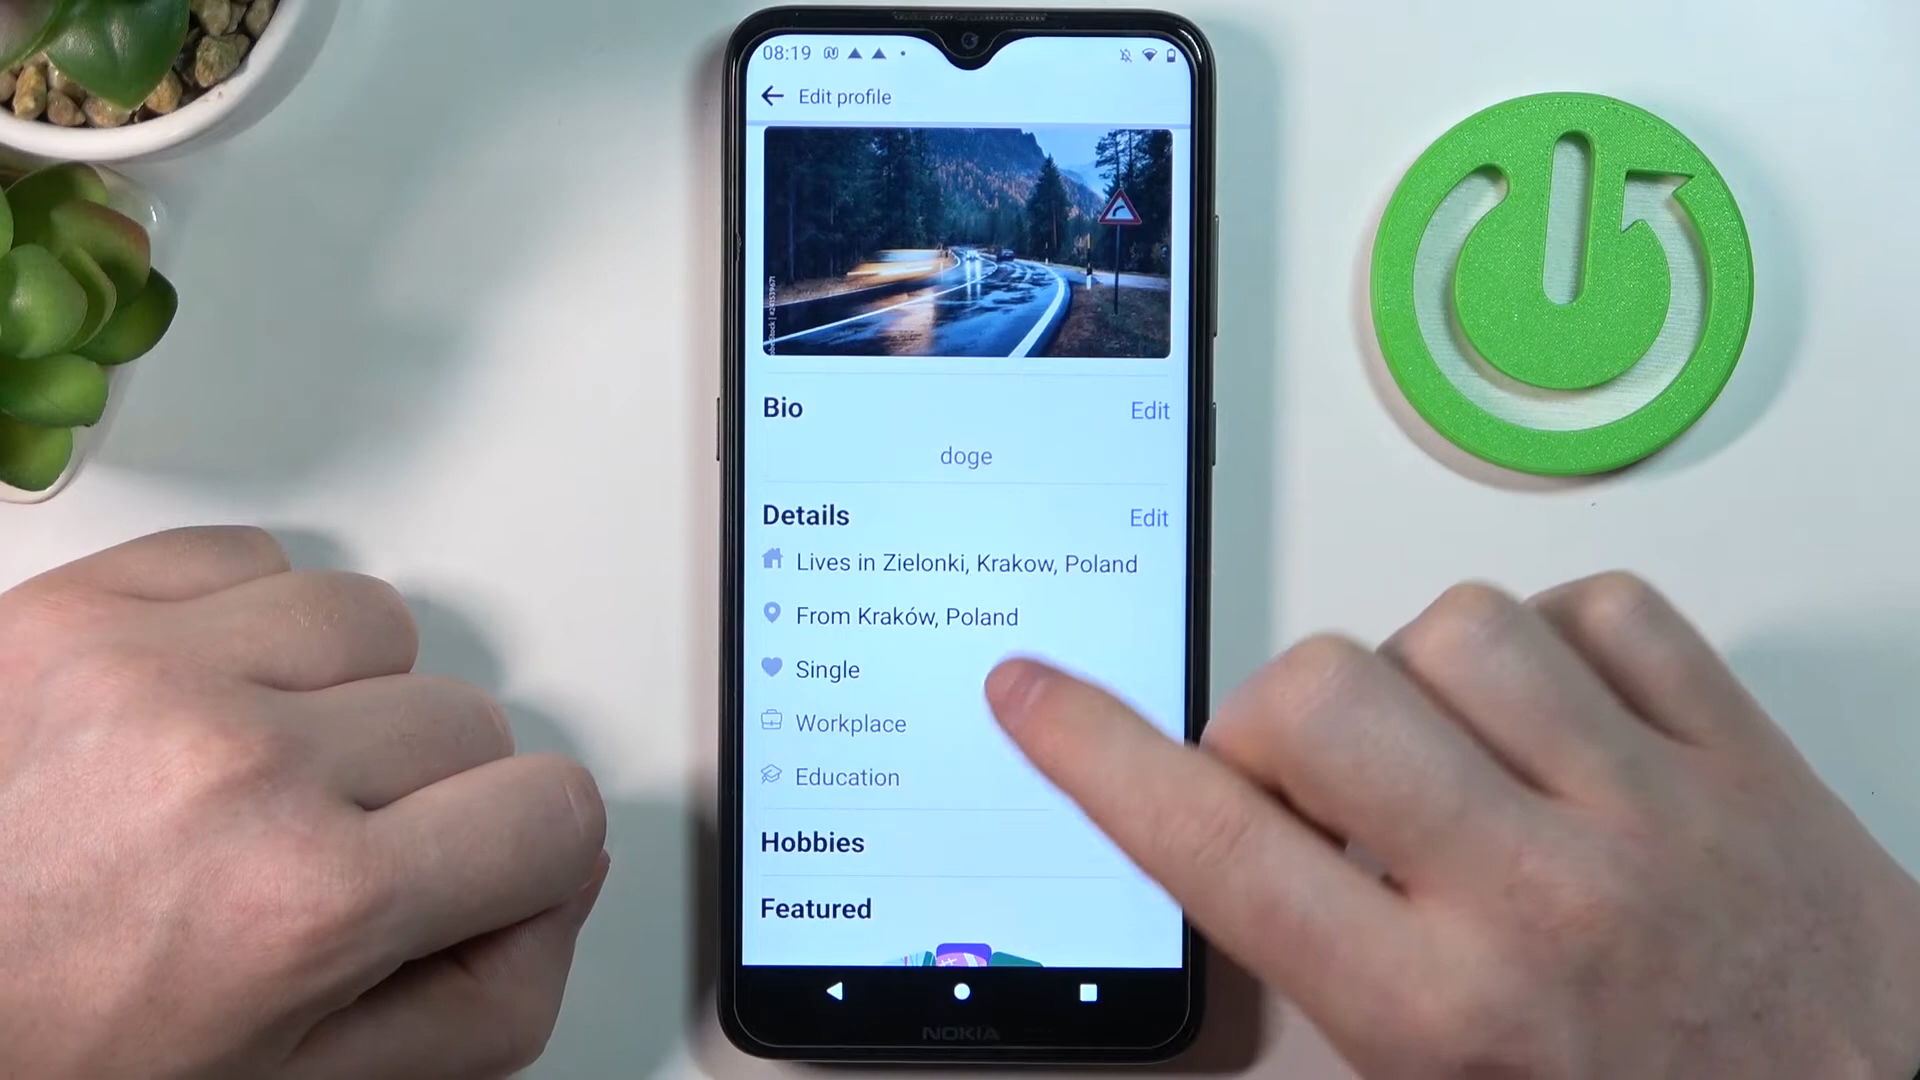 08:19
Edit profile
Bio
Edit
doge
Details
Edit
Lives in Zielonki, Krakow, Poland
From Kraków, Poland
Single
Workplace
Education
Hobbies
Featured
NOKIA